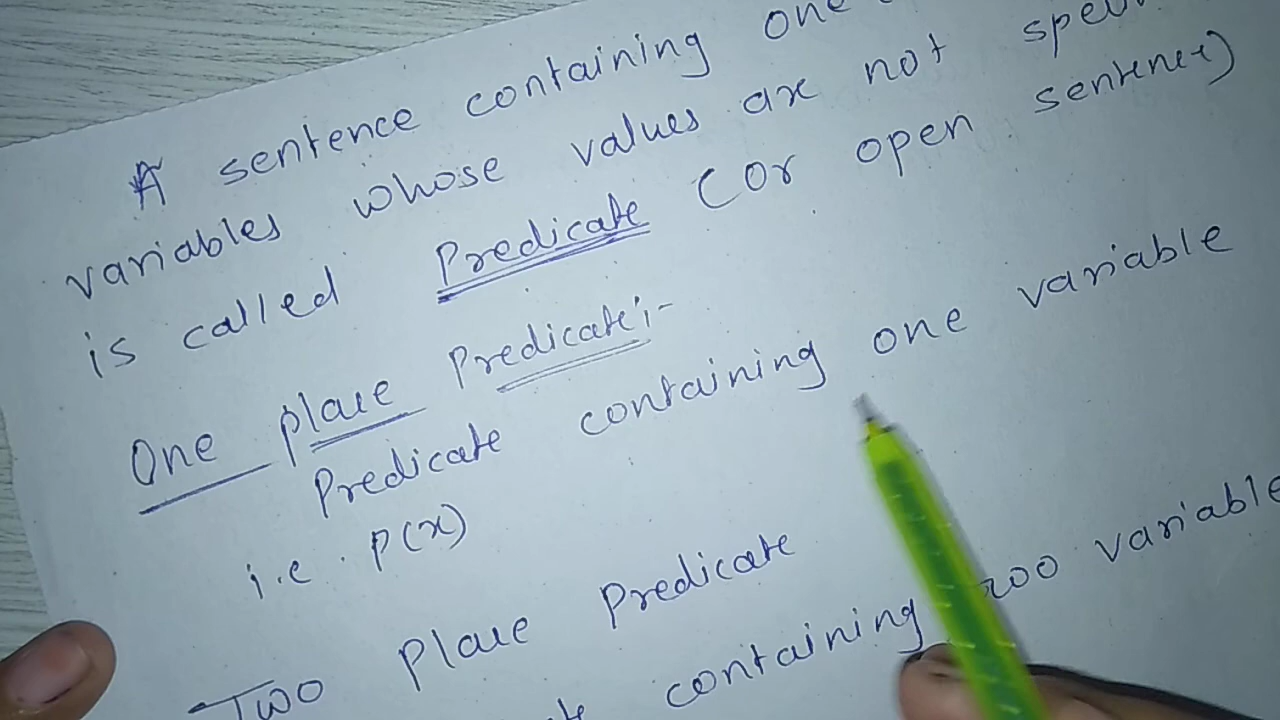 A sentence containing one
variables whose values are not
is called Predicate (or open sentence)
One place Predicate :-
Predicate containing one variable
i.e. P(x)
Two Place Predicate
containing two variable